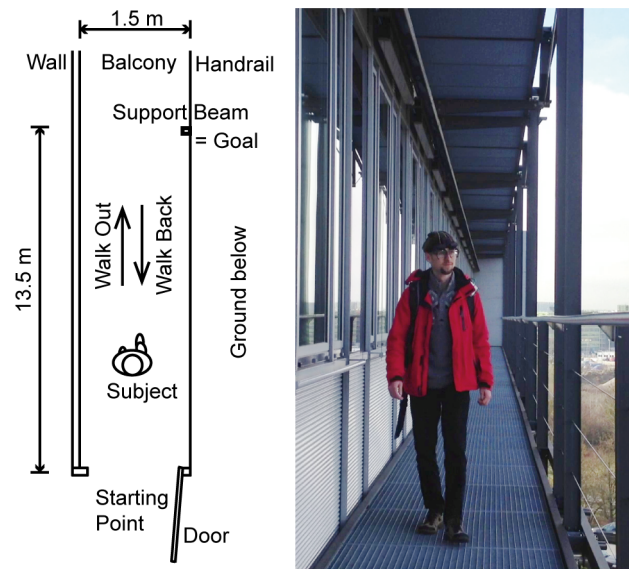 1.5 m
Wall Balcony Handrail
Support Beam
= Goal
Walk Out
Walk Back
13.5 m
Ground below
Subject
Starting
Point
Door